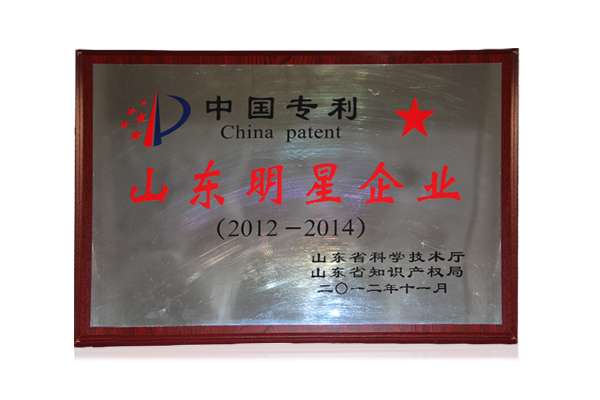 中国专利
China patent
山东明星企业
(2012－2014)
山东省科学技术厅
山东省知识产权局
二〇一二年十一月